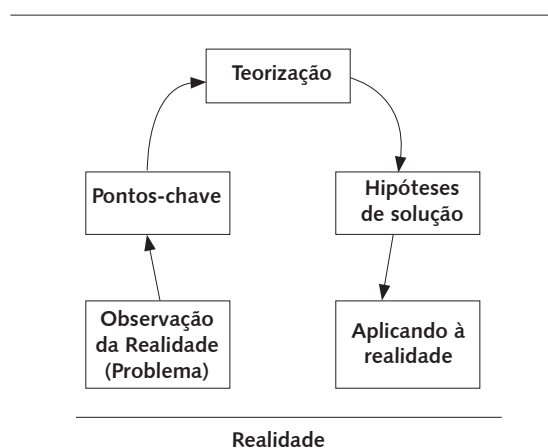 Teorização
Pontos-chave
Hipóteses
de solução
Observação
da Realidade
(Problema)
Aplicando à
realidade
Realidade